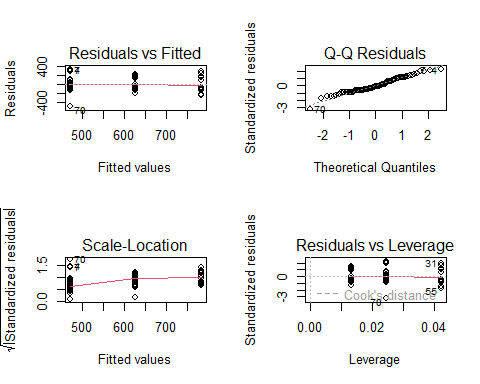 Residuals vs Fitted
Residuals
-400
400
70
500
600
700
Fitted values
Q-Q Residuals
Standardized residuals
-3
0
70
-2
-1
0
1
2
Theoretical Quantiles
Scale-Location
√|Standardized residuals|
0.0
1.5
70
500
600
700
Fitted values
Residuals vs Leverage
Standardized residuals
-3
0
31
55
70
Cook's distance
0.00
0.01
0.02
0.03
0.04
Leverage